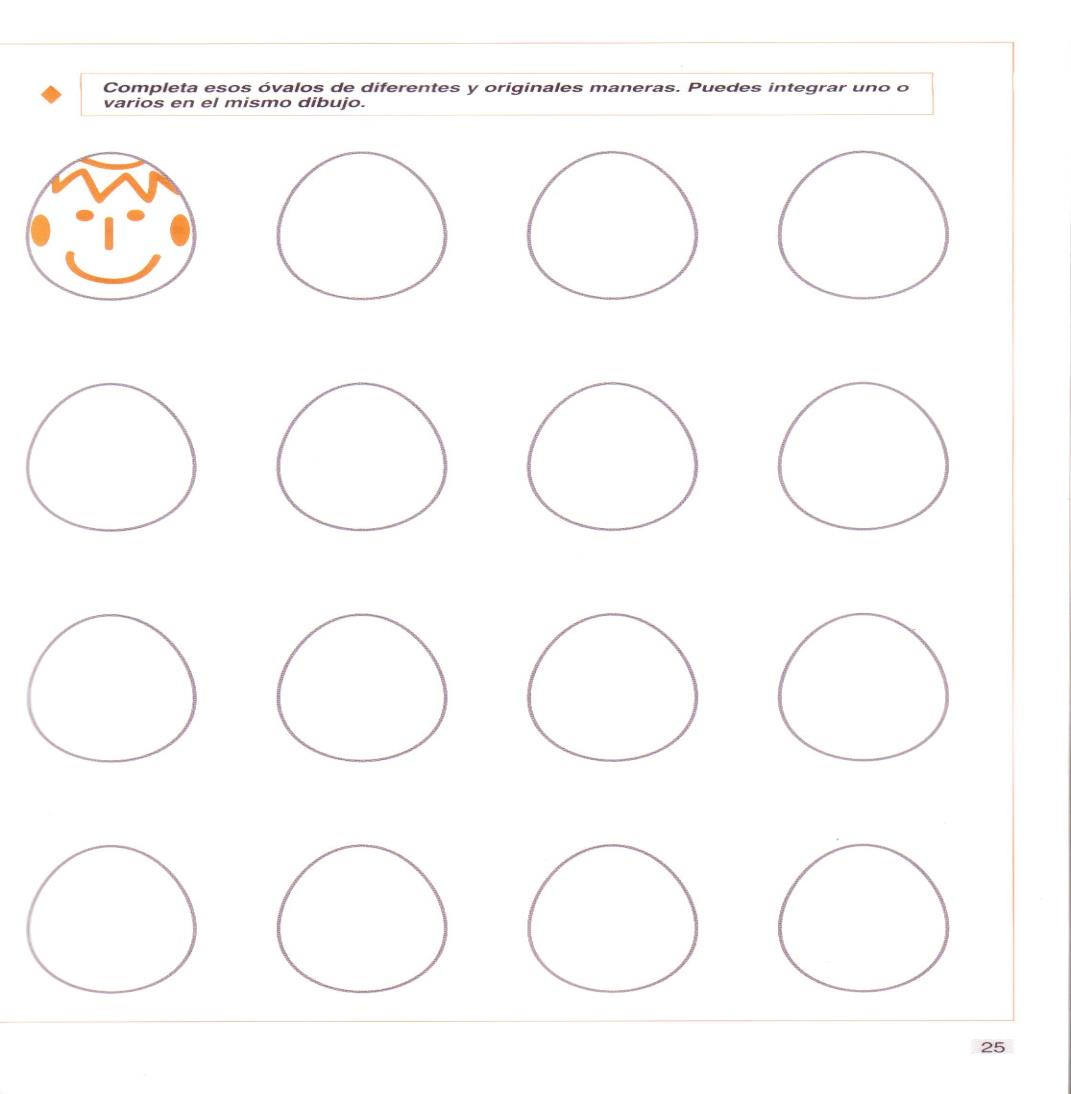 Completa esos óvalos de diferentes y originales maneras. Puedes integrar uno o
varios en el mismo dibujo.
25